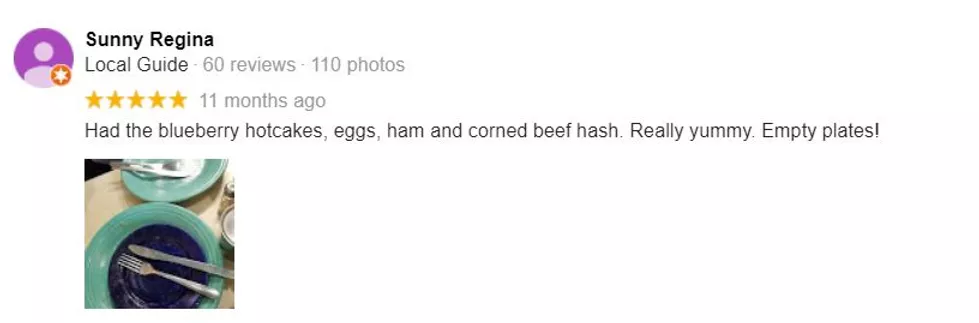 Sunny Regina
Local Guide · 60 reviews · 110 photos
11 months ago
Had the blueberry hotcakes, eggs, ham and corned beef hash. Really yummy. Empty plates!